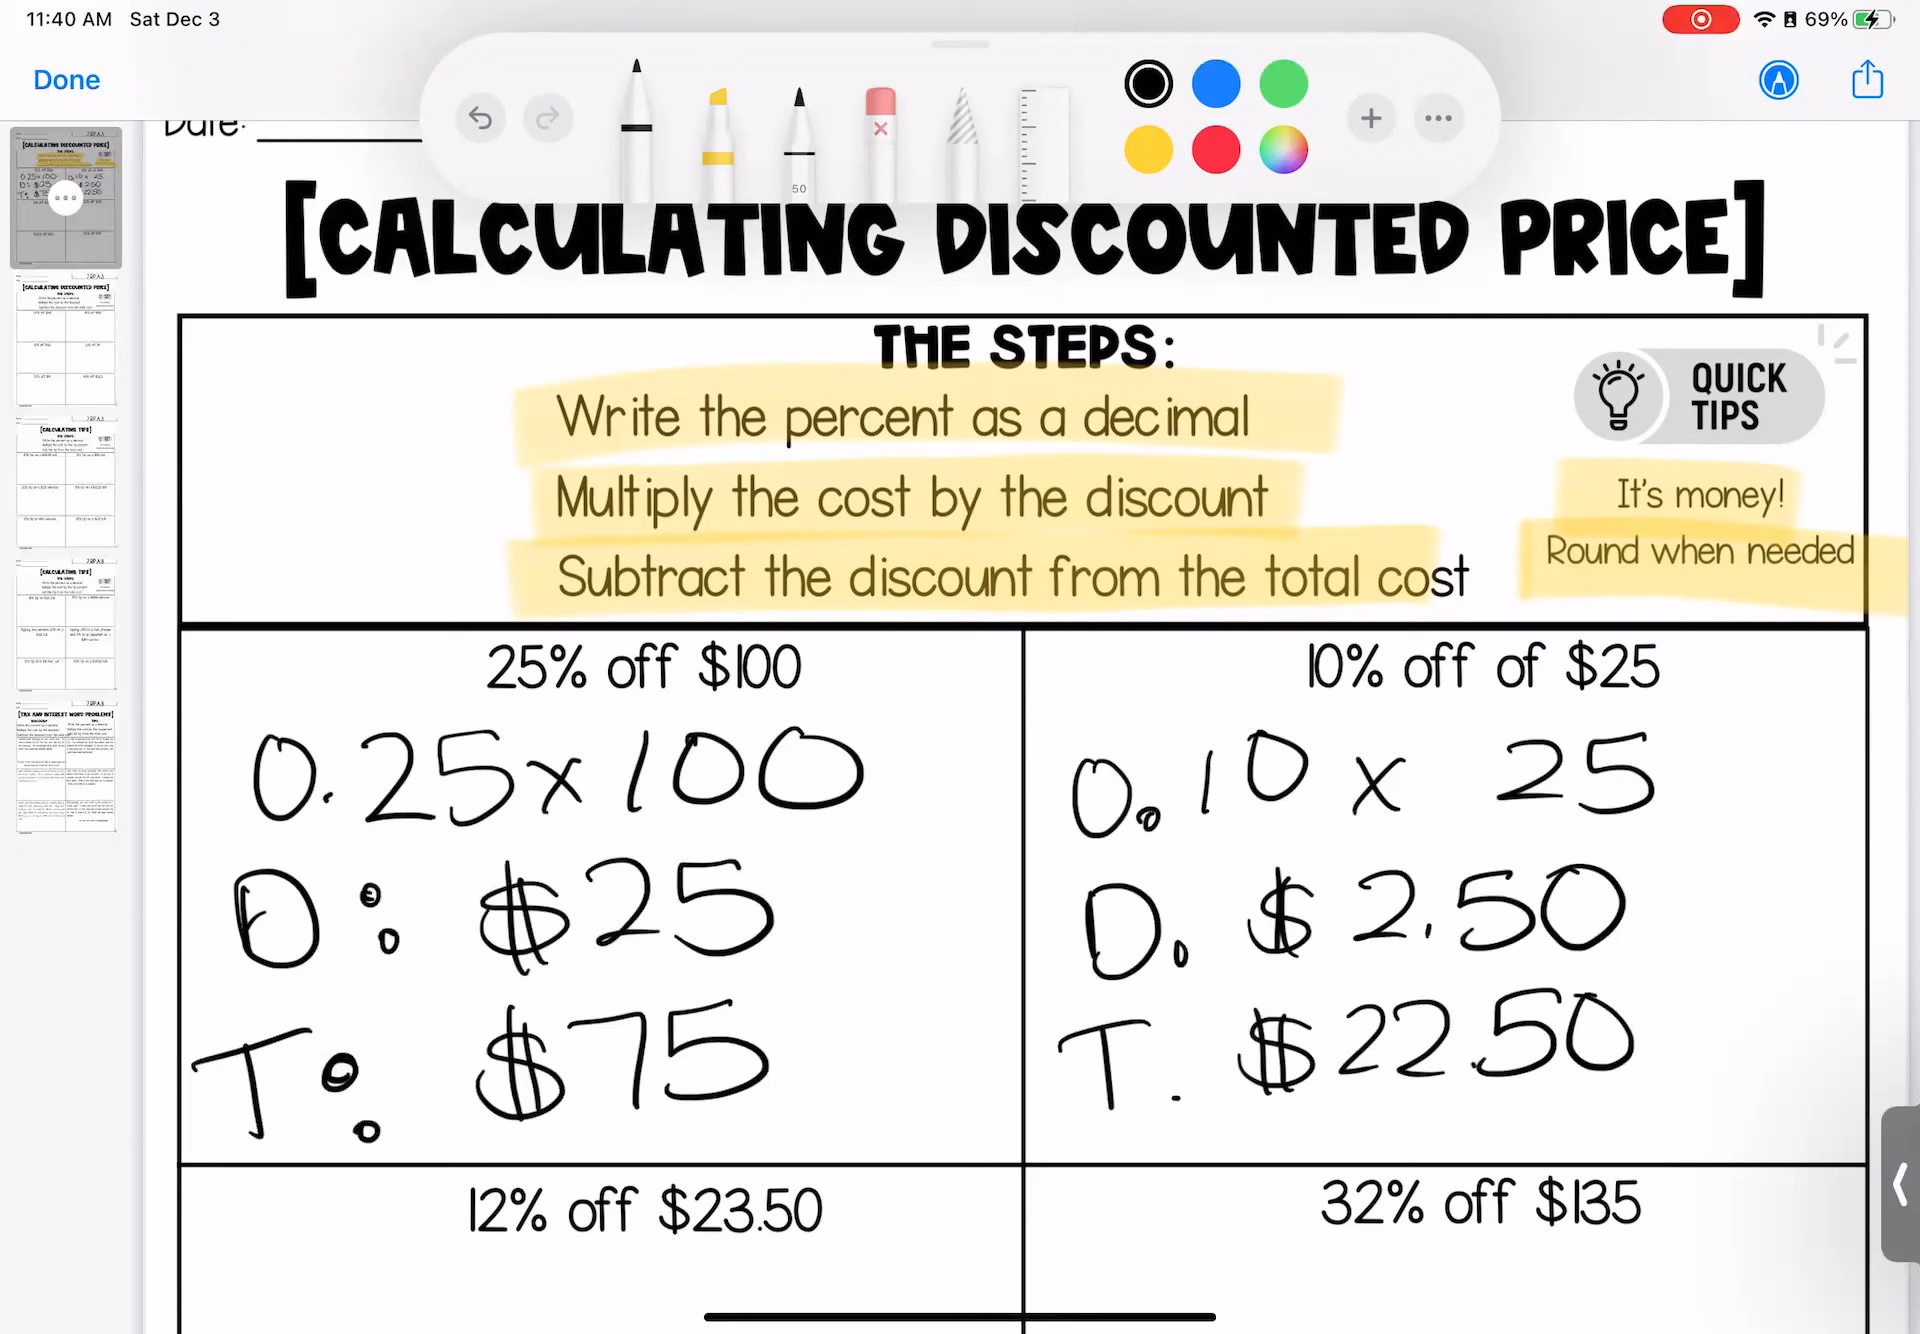 11:40 AM Sat Dec 3
69%
Done
50
Date:
[CALCULATING DISCOUNTED PRICE]
THE STEPS:
Write the percent as a decimal
Multiply the cost by the discount
Subtract the discount from the total cost
QUICK
TIPS
It's money!
Round when needed
25% off $100
0.25 x 100
D: $25
T: $75
10% off of $25
0.10 x 25
D. $2.50
T. $22.50
12% off $23.50
32% off $135